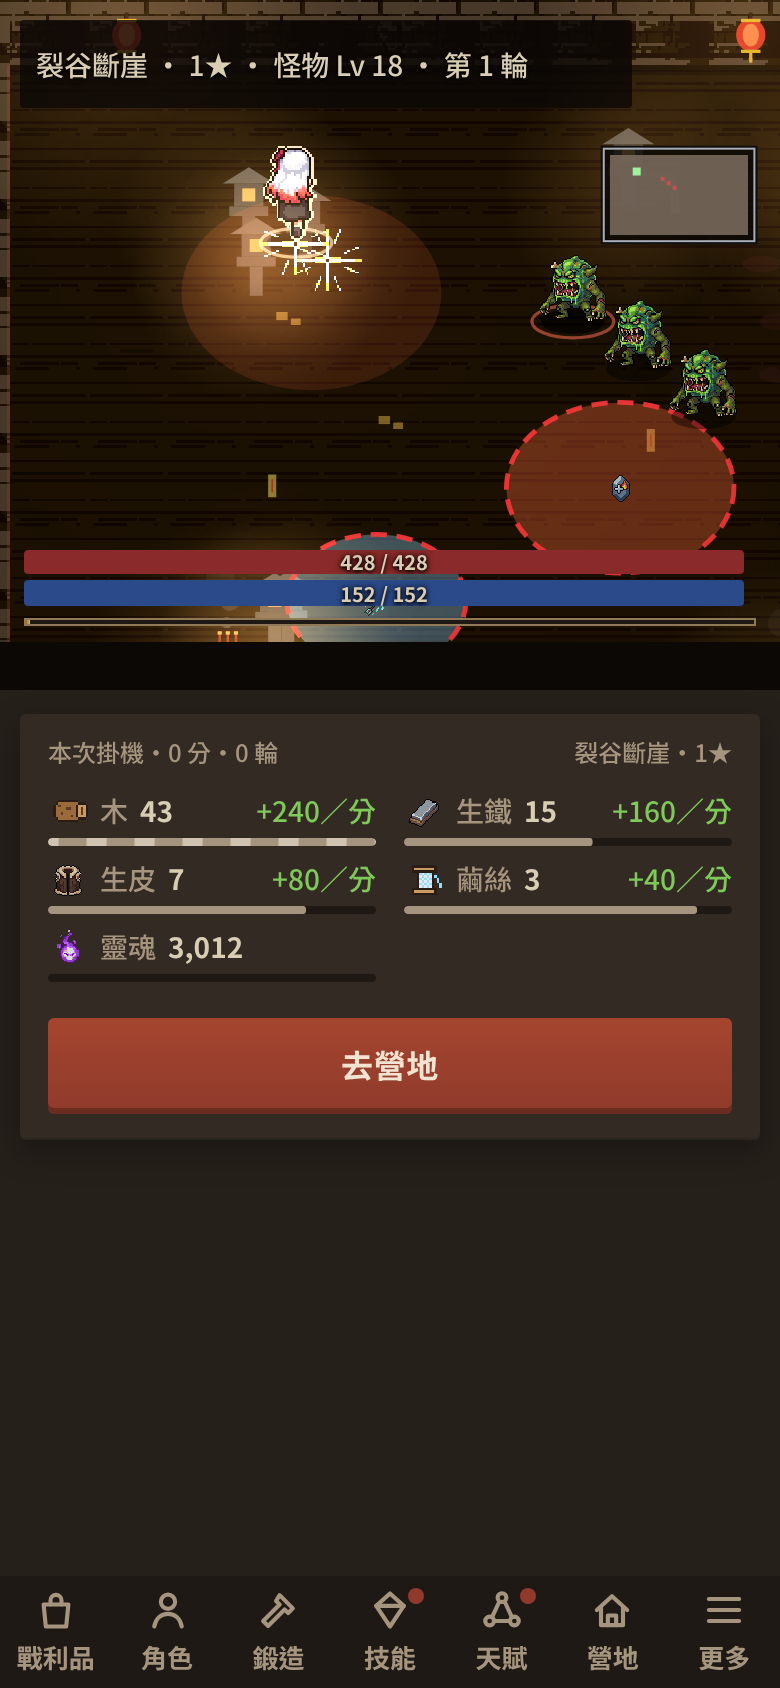 裂谷斷崖 · 1★ · 怪物 Lv 18 · 第 1 輪
428 / 428
152 / 152
本次掛機·0 分·0 輪
裂谷斷崖·1★
木 43 +240／分
生鐵 15 +160／分
生皮 7 +80／分
繭絲 3 +40／分
靈魂 3,012
去營地
戰利品
角色
鍛造
技能
天賦
營地
更多